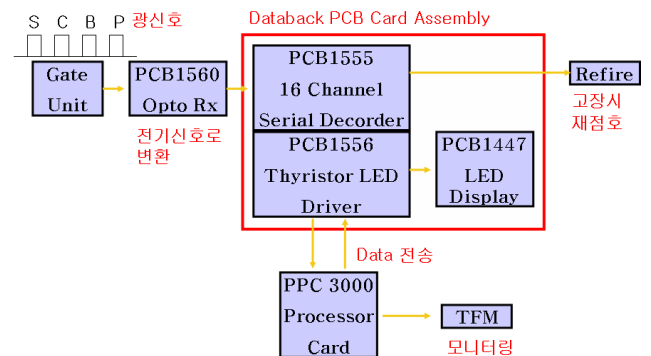 Databack PCB Card Assembly
S C B P 광신호
Gate
Unit
PCB1560
Opto Rx
전기신호로
변환
PCB1555
16 Channel
Serial Decorder
PCB1556
Thyristor LED
Driver
PCB1447
LED
Display
Refire
고장시
재점호
Data 전송
PPC 3000
Processor
Card
TFM
모니터링